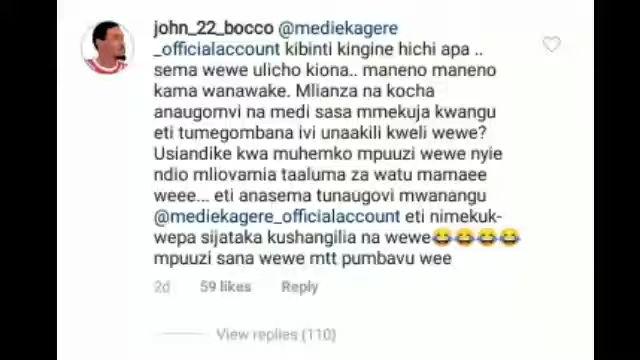 john_22_bocco @mediekagere
_officialaccount kibinti kingine hichi apa ..
sema wewe ulicho kiona.. maneno maneno
kama wanawake. Mlianza na kocha
anaugomvi na medi sasa mmekuja kwangu
eti tumegombana ivi unaakili kweli wewe?
Usiandike kwa muhemko mpuuzi wewe nyie
ndio mliovamia taaluma za watu mamaee
weee... eti anasema tunaugovi mwanangu
@mediekagere_officialaccount eti nimekuk-
wepa sijataka kushangilia na wewe😂😂😂😂
mpuuzi sana wewe mtt pumbavu wee
2d 59 likes Reply
View replies (110)